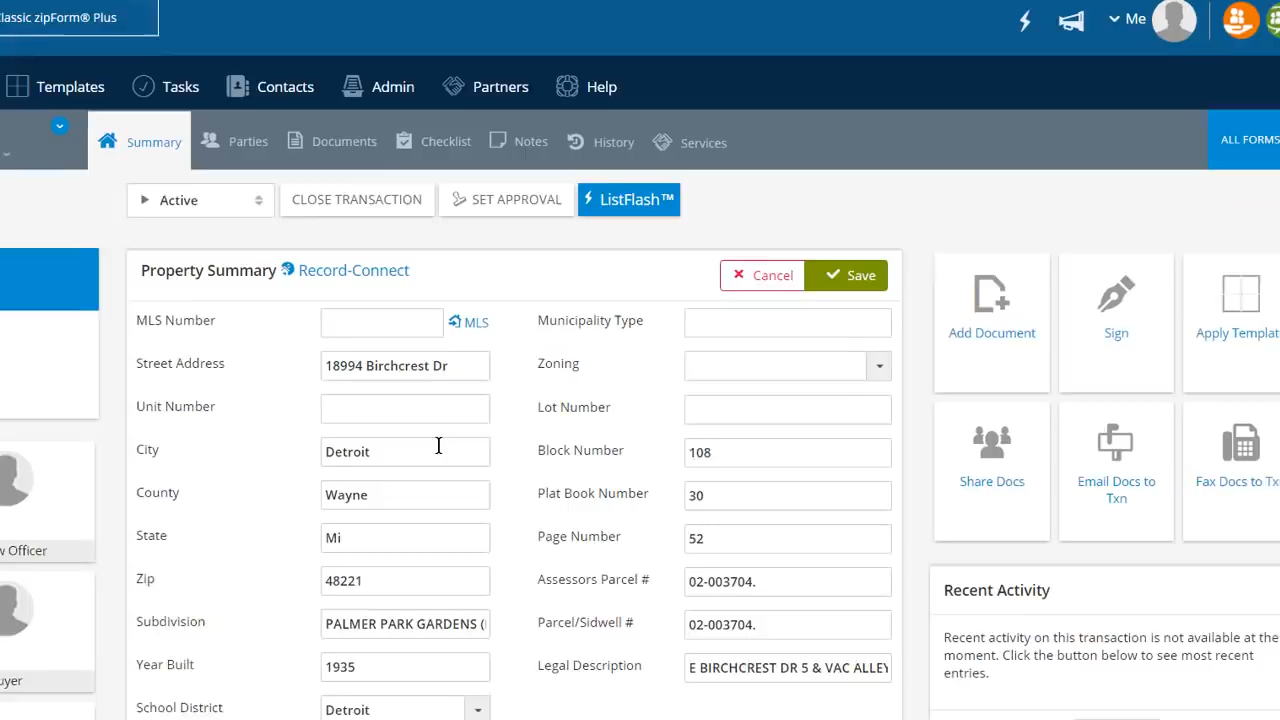 Classic zipForm® Plus
Me
Templates
Tasks
Contacts
Admin
Partners
Help
Summary
Parties
Documents
Checklist
Notes
History
Services
ALL FORMS
Active
CLOSE TRANSACTION
SET APPROVAL
ListFlash™
Property Summary
Record-Connect
Cancel
Save
MLS Number
MLS
Municipality Type
Street Address
18994 Birchcrest Dr
Zoning
Unit Number
Lot Number
City
Detroit
Block Number
108
County
Wayne
Plat Book Number
30
State
Mi
Page Number
52
Zip
48221
Assessors Parcel #
02-003704.
Subdivision
PALMER PARK GARDENS (
Parcel/Sidwell #
02-003704.
Year Built
1935
Legal Description
E BIRCHCREST DR 5 & VAC ALLEY
School District
Detroit
Add Document
Sign
Apply Templat
Share Docs
Email Docs to
Txn
Fax Docs to Tx
Recent Activity
Recent activity on this transaction is not available at the
moment. Click the button below to see most recent
entries.
w Officer
uyer